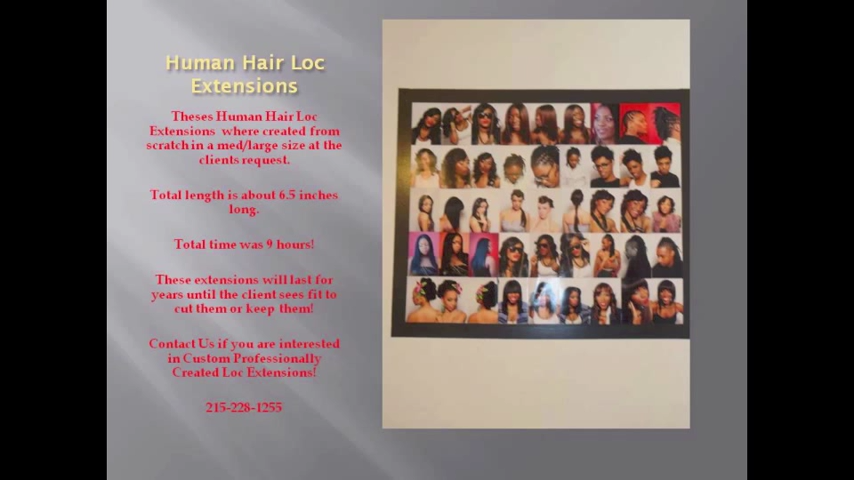 Human Hair Loc
Extensions
Theses Human Hair Loc
Extensions where created from
scratch in a med/large size at the
clients request.
Total length is about 6.5 inches
long.
Total time was 9 hours!
These extensions will last for
years until the client sees fit to
cut them or keep them!
Contact Us if you are interested
in Custom Professionally
Created Loc Extensions!
215-228-1255